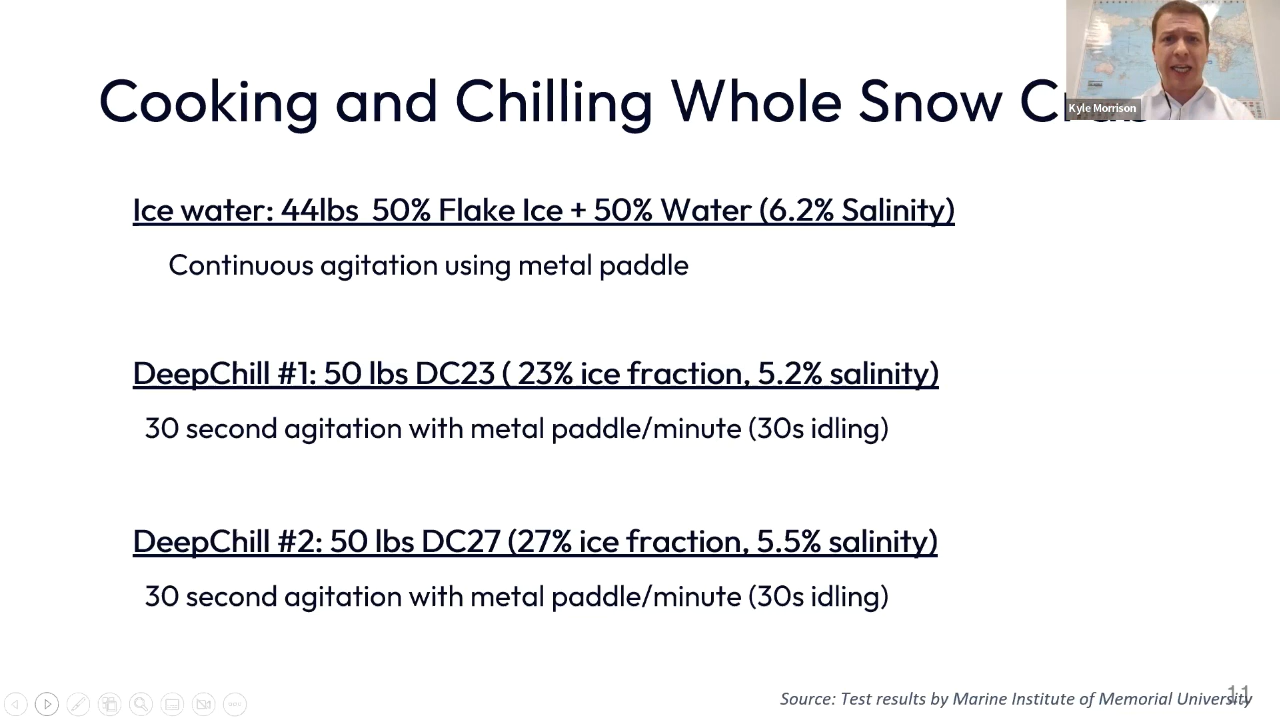 Cooking and Chilling Whole Snow
Kyle Morrison
Ice water: 44lbs 50% Flake Ice + 50% Water (6.2% Salinity)
Continuous agitation using metal paddle
DeepChill #1: 50 lbs DC23 ( 23% ice fraction, 5.2% salinity)
30 second agitation with metal paddle/minute (30s idling)
DeepChill #2: 50 lbs DC27 (27% ice fraction, 5.5% salinity)
30 second agitation with metal paddle/minute (30s idling)
Source: Test results by Marine Institute of Memorial University
11